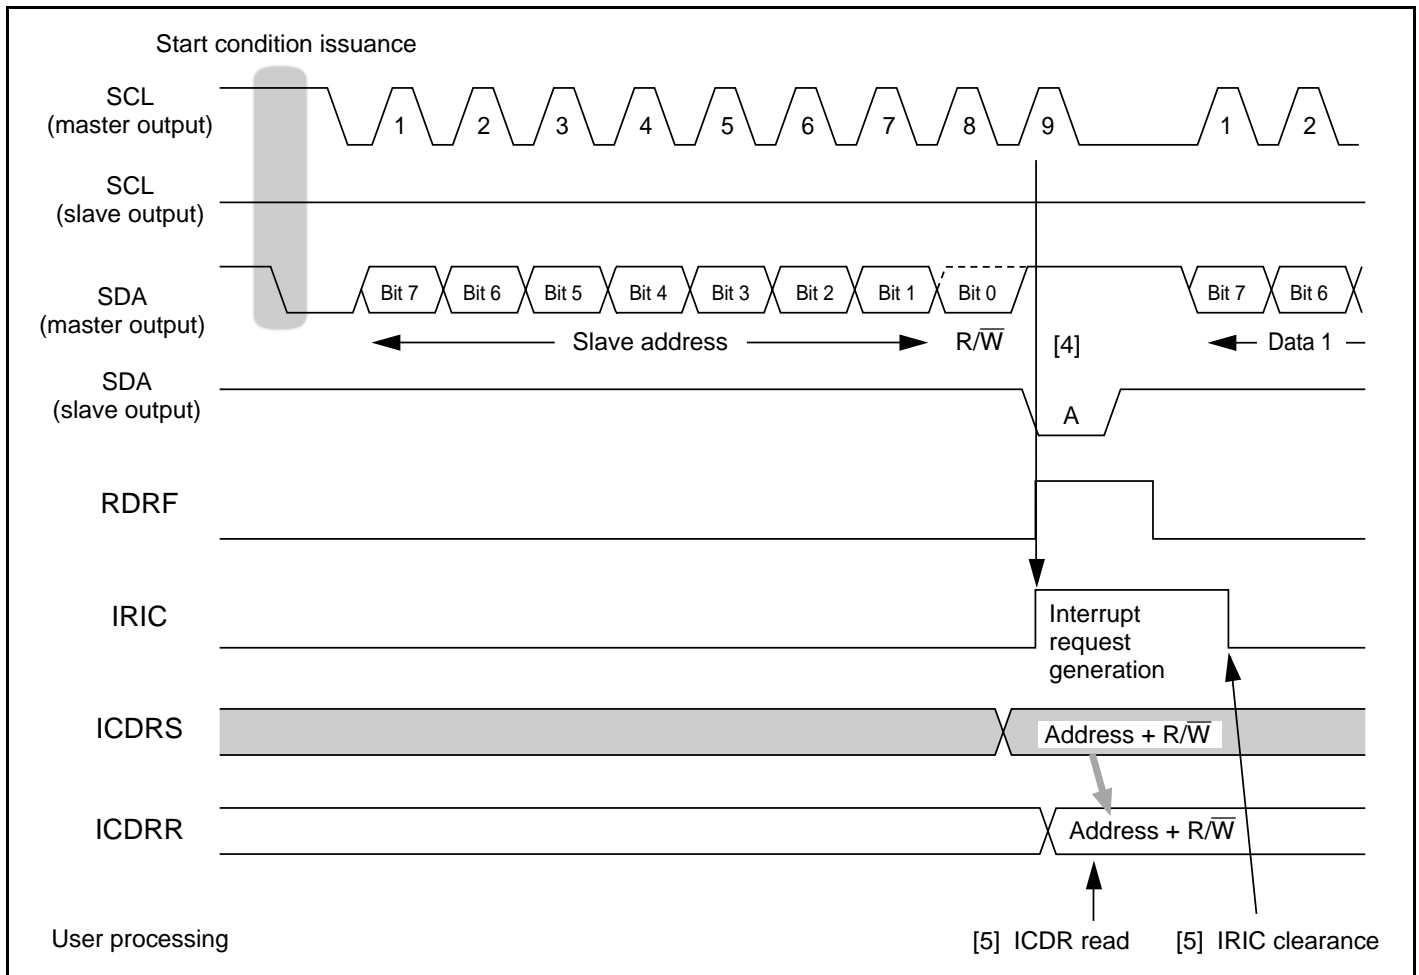 Start condition issuance
SCL
(master output)
1 2 3 4 5 6 7 8 9 1 2
SCL
(slave output)
SDA
(master output)
Bit 7 Bit 6 Bit 5 Bit 4 Bit 3 Bit 2 Bit 1 Bit 0 Bit 7 Bit 6
Slave address R/W̅ [4] Data 1
SDA
(slave output)
A
RDRF
IRIC
Interrupt
request
generation
ICDRS
Address + R/W̅
ICDRR
Address + R/W̅
User processing
[5] ICDR read [5] IRIC clearance